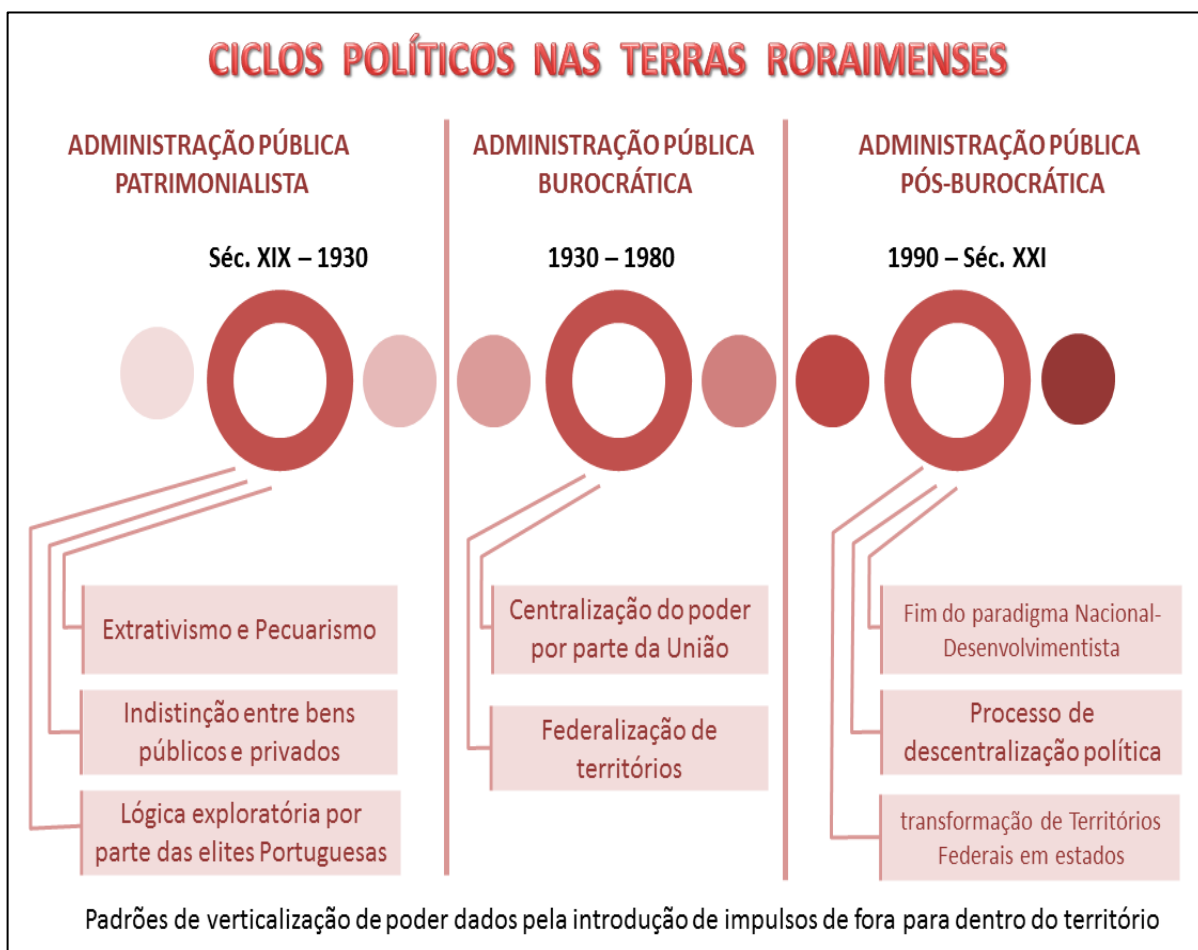 CICLOS POLÍTICOS NAS TERRAS RORAIMENSES
ADMINISTRAÇÃO PÚBLICA
PATRIMONIALISTA
Séc. XIX – 1930
Extrativismo e Pecuarismo
Indistinção entre bens
públicos e privados
Lógica exploratória por
parte das elites Portuguesas
ADMINISTRAÇÃO PÚBLICA
BUROCRÁTICA
1930 – 1980
Centralização do poder
por parte da União
Federalização de
territórios
ADMINISTRAÇÃO PÚBLICA
PÓS-BUROCRÁTICA
1990 – Séc. XXI
Fim do paradigma Nacional-
Desenvolvimentista
Processo de
descentralização política
transformação de Territórios
Federais em estados
Padrões de verticalização de poder dados pela introdução de impulsos de fora para dentro do território